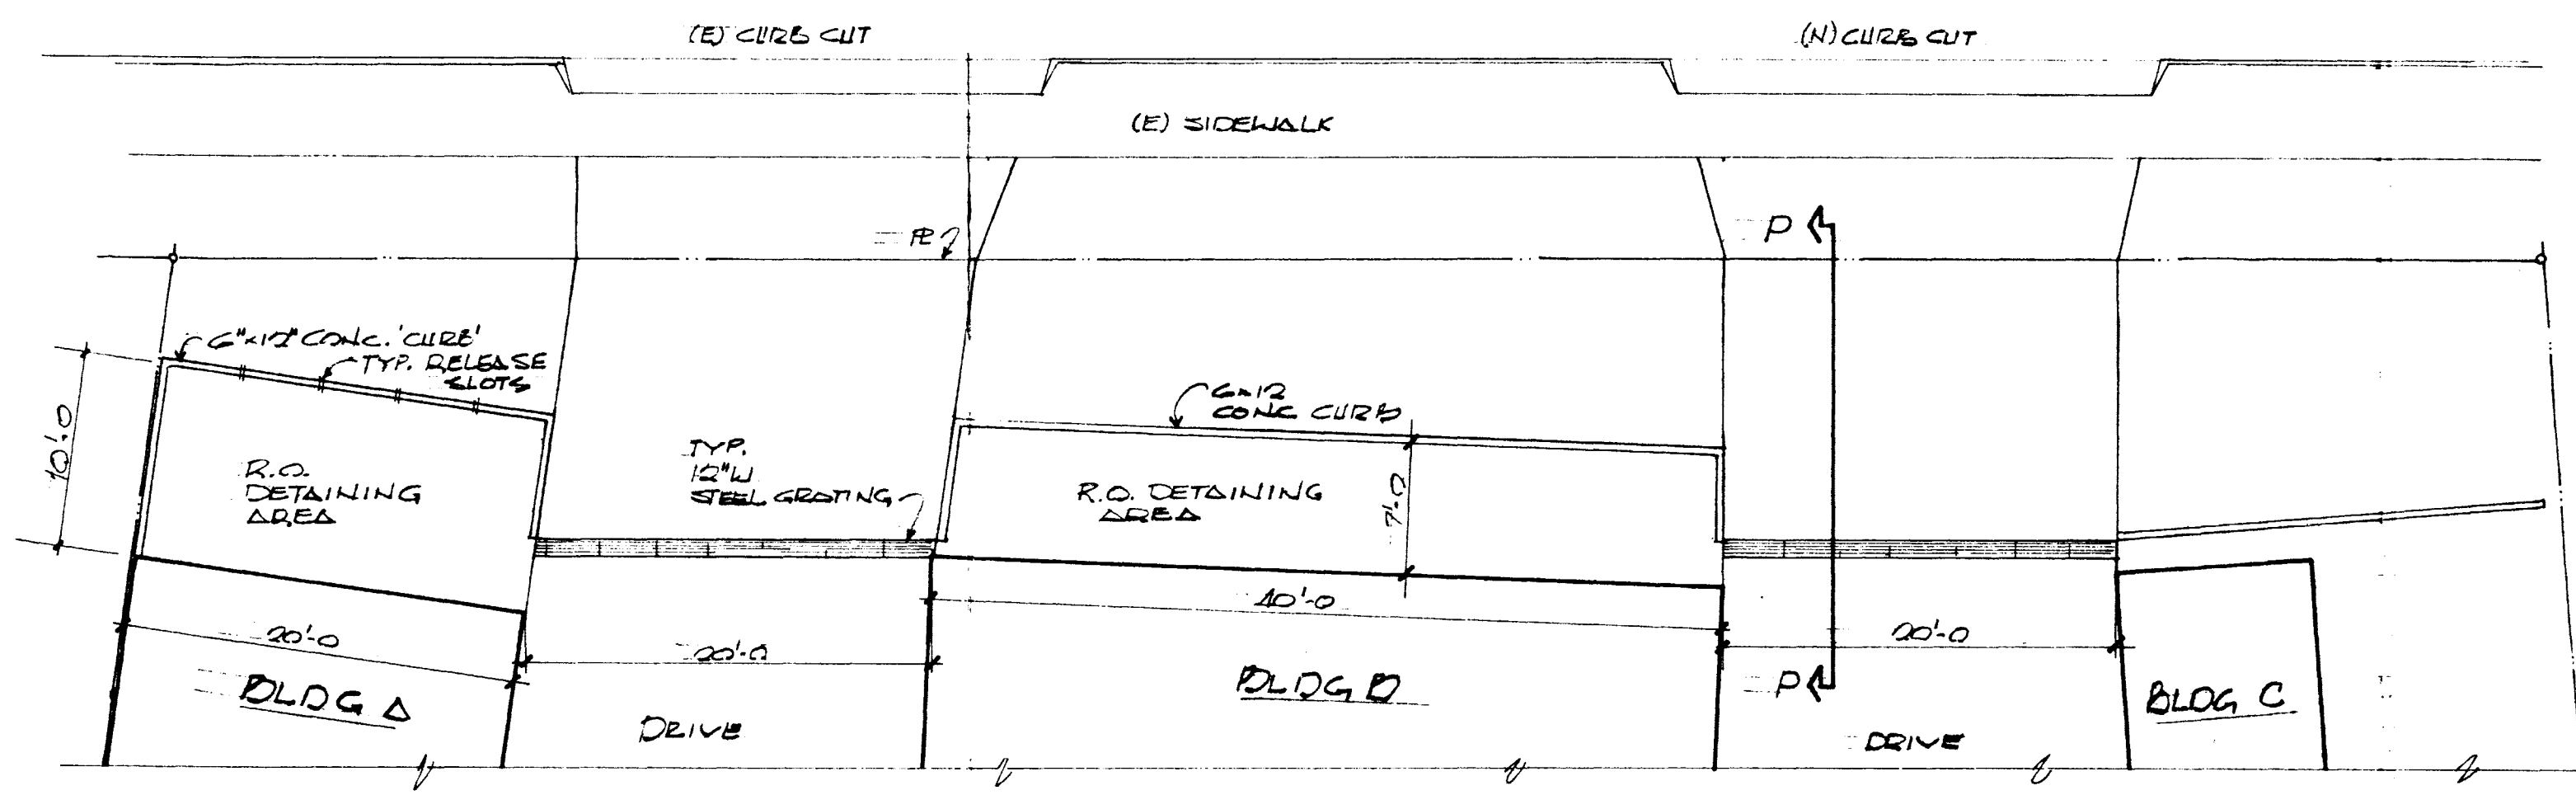 (E) CURB CUT
(N) CURB CUT
(E) SIDEWALK
PL
P
6"x12" CONC. 'CURB'
TYP. RELEASE
SLOTS
10'-0
R.O.
DETAINING
AREA
TYP.
12"W
STEEL GRATING
6x12
CONC CURB
R.O. DETAINING
AREA
7'-0
20'-0
20'-0
40'-0
20'-0
BLDG A
DRIVE
BLDG B
P
DRIVE
BLDG C